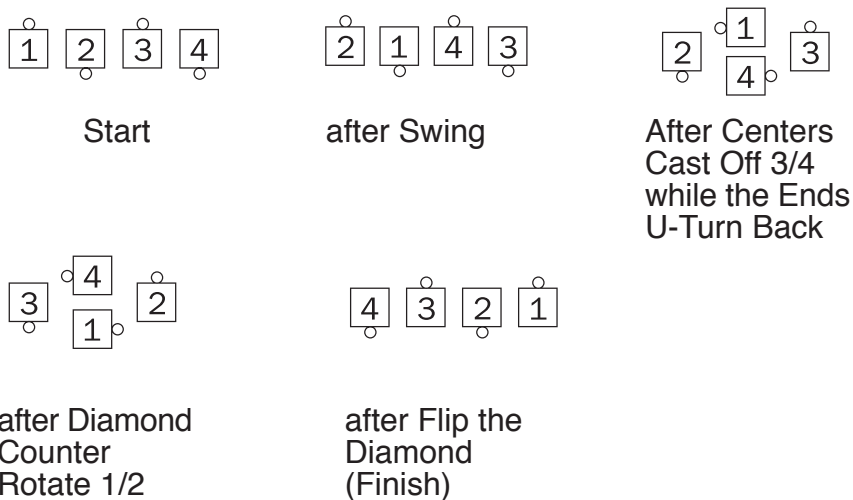 1 2 3 4
2 1 4 3
1
2 3
4
Start
after Swing
After Centers
Cast Off 3/4
while the Ends
U-Turn Back
4
3 2
1
4 3 2 1
after Diamond
Counter
Rotate 1/2
after Flip the
Diamond
(Finish)